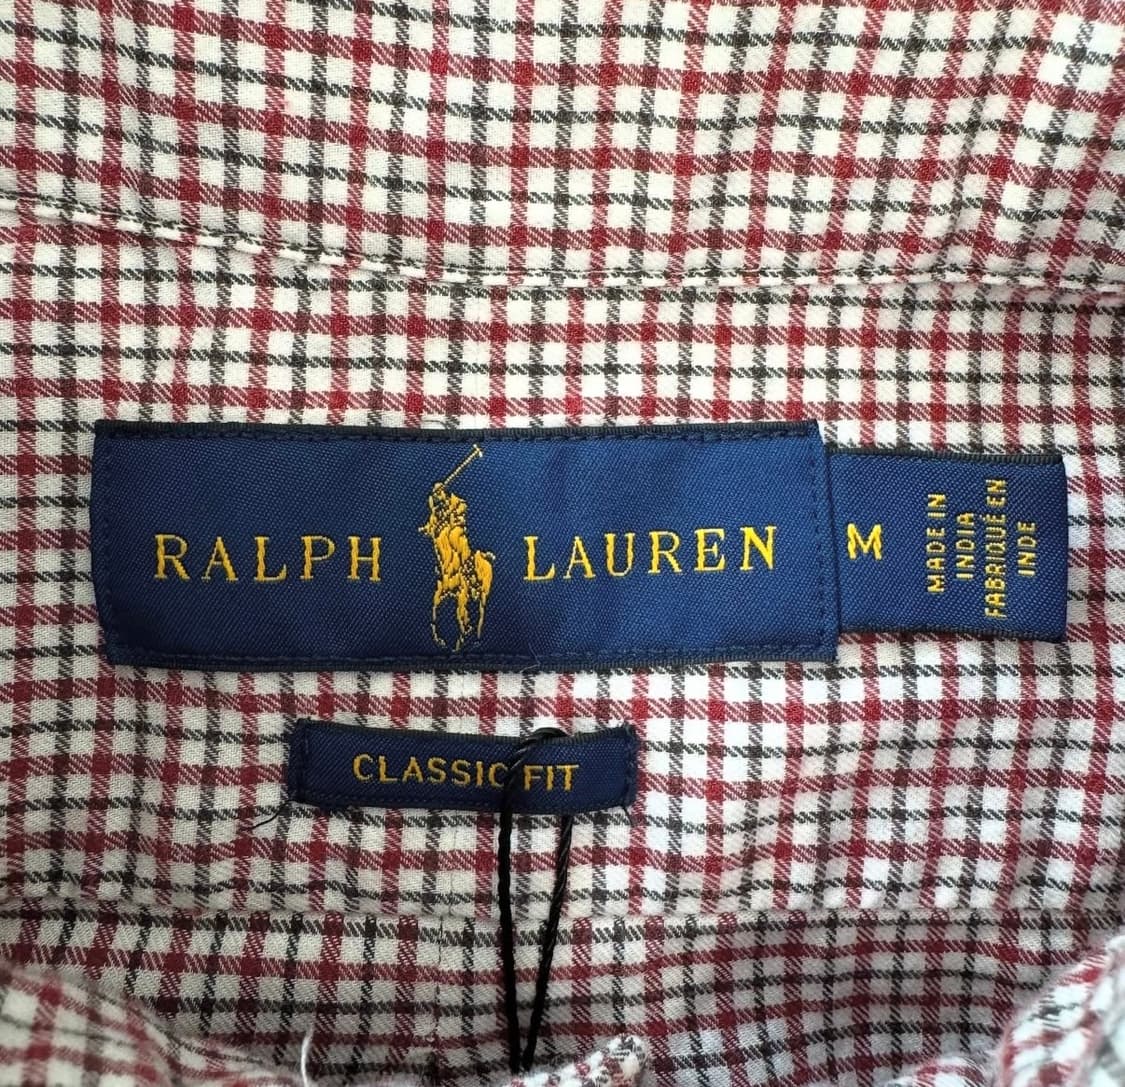 RALPH LAUREN
M
MADE IN
INDIA
FABRIQUÉ EN
INDE
CLASSIC FIT